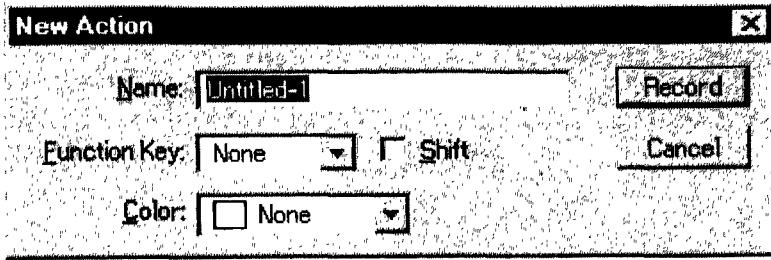 New Action
Name: Untitled-1 Record
Function Key: None Shift Cancel
Color: None